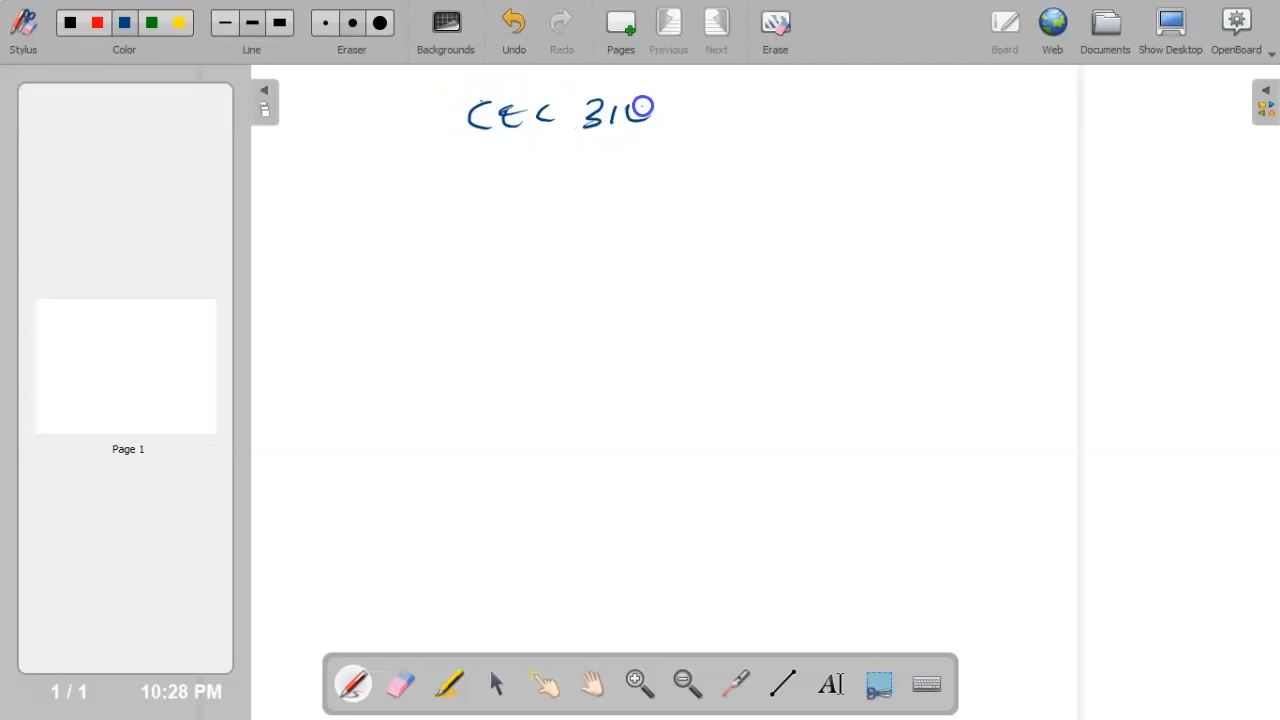 Stylus
Color
Line
Eraser
Backgrounds
Undo
Redo
Pages
Previous
Next
Erase
Board
Web
Documents
Show Desktop
OpenBoard
CEC 310
Page 1
1 / 1
10:28 PM